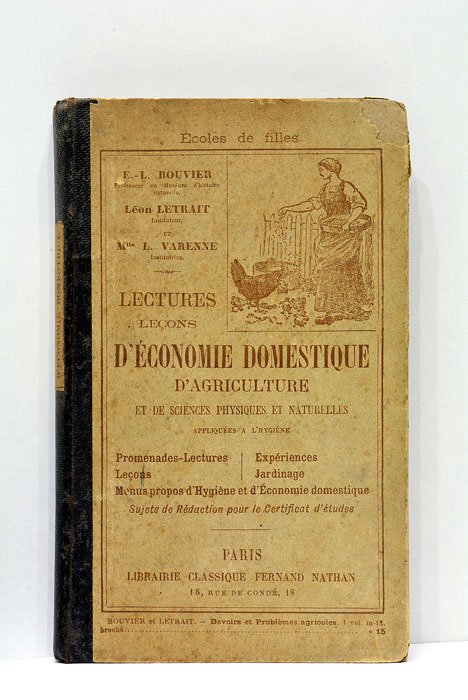 Écoles de filles.
E.-L. BOUVIER
Professeur au Muséum d'histoire
naturelle,
Léon LETRAIT
Instituteur,
ET
Mlle L. VARENNE
Institutrice.
LECTURES
LEÇONS
D'ÉCONOMIE DOMESTIQUE
D'AGRICULTURE
ET DE SCIENCES PHYSIQUES ET NATURELLES
APPLIQUÉES A L'HYGIÈNE
Promenades-Lectures | Expériences
Leçons | Jardinage
Menus propos d'Hygiène et d'Économie domestique
Sujets de Rédaction pour le Certificat d'études
PARIS
LIBRAIRIE CLASSIQUE FERNAND NATHAN
18, RUE DE CONDÉ, 18
BOUVIER et LETRAIT. — Devoirs et Problèmes agricoles. 1 vol. in-12,
broché. » 15